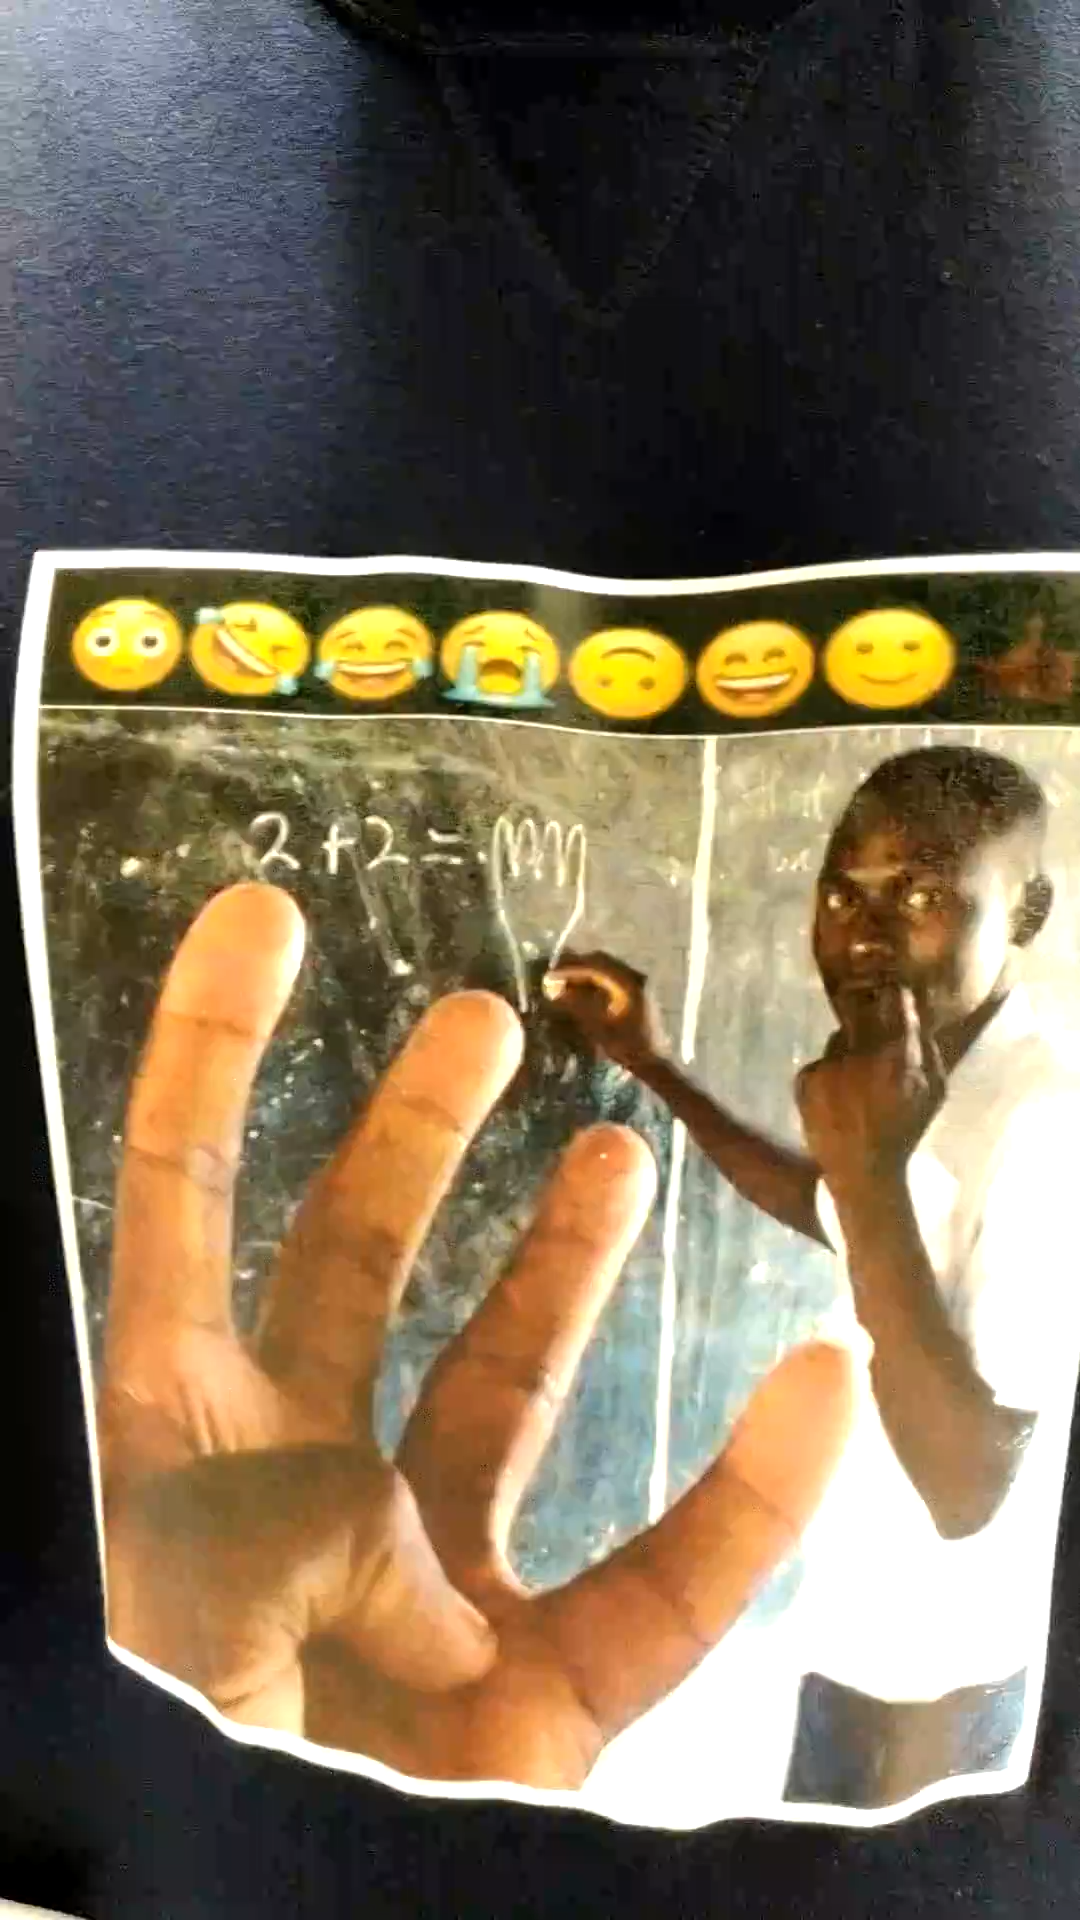 2 + 2 =